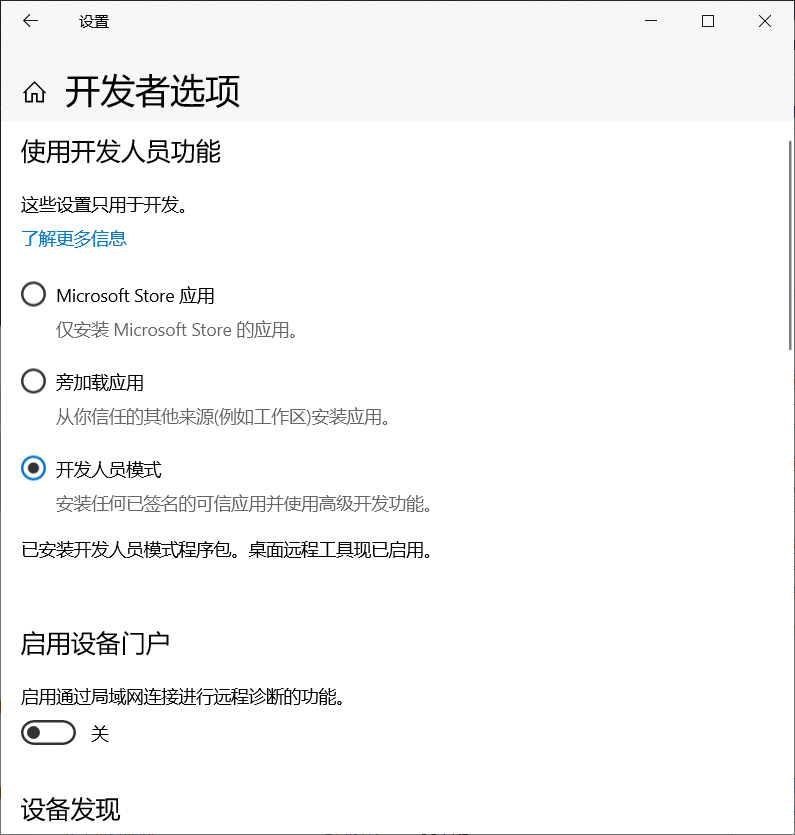 设置
开发者选项
使用开发人员功能
这些设置只用于开发。
了解更多信息
Microsoft Store 应用
仅安装 Microsoft Store 的应用。
旁加载应用
从你信任的其他来源(例如工作区)安装应用。
开发人员模式
安装任何已签名的可信应用并使用高级开发功能。
已安装开发人员模式程序包。桌面远程工具现已启用。
启用设备门户
启用通过局域网连接进行远程诊断的功能。
关
设备发现